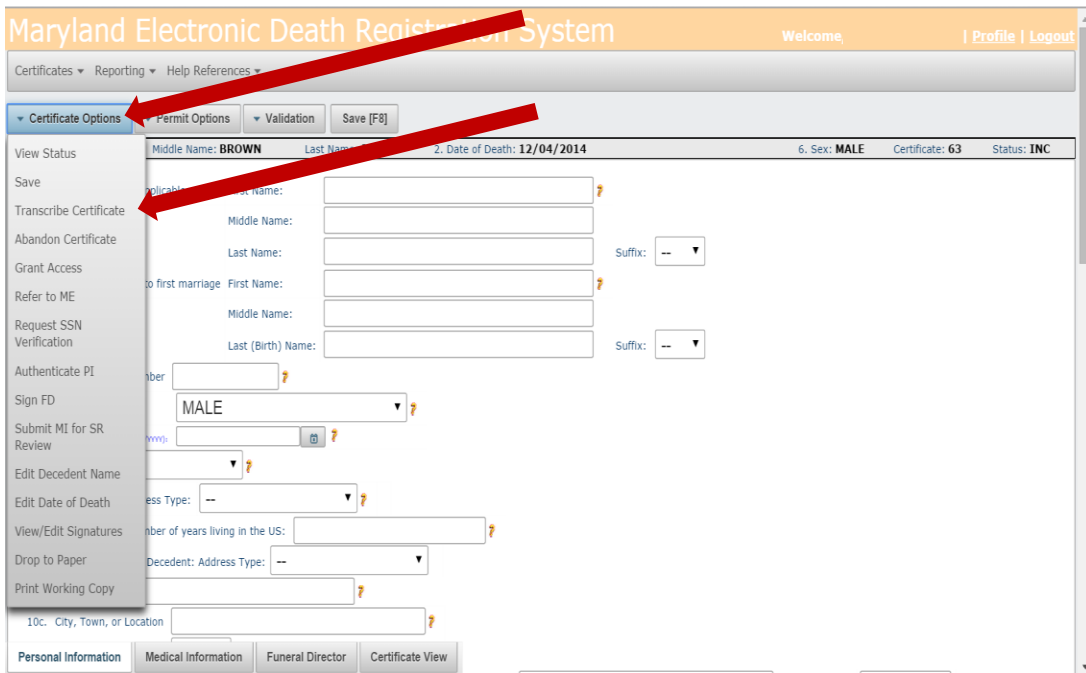 Maryland Electronic Death Registration System
Welcome, | Profile | Logout
Certificates Reporting Help References
Certificate Options Permit Options Validation Save [F8]
Middle Name: BROWN Last Name: 2. Date of Death: 12/04/2014 6. Sex: MALE Certificate: 63 Status: INC
View Status
Save
Transcribe Certificate
Abandon Certificate
Grant Access
Refer to ME
Request SSN
Verification
Authenticate PI
Sign FD
Submit MI for SR
Review
Edit Decedent Name
Edit Date of Death
View/Edit Signatures
Drop to Paper
Print Working Copy
Name:
Middle Name:
Last Name: Suffix: --
to first marriage First Name:
Middle Name:
Last (Birth) Name: Suffix: --
MALE
Type: --
of years living in the US:
Decedent: Address Type: --
10c. City, Town, or Location
Personal Information Medical Information Funeral Director Certificate View